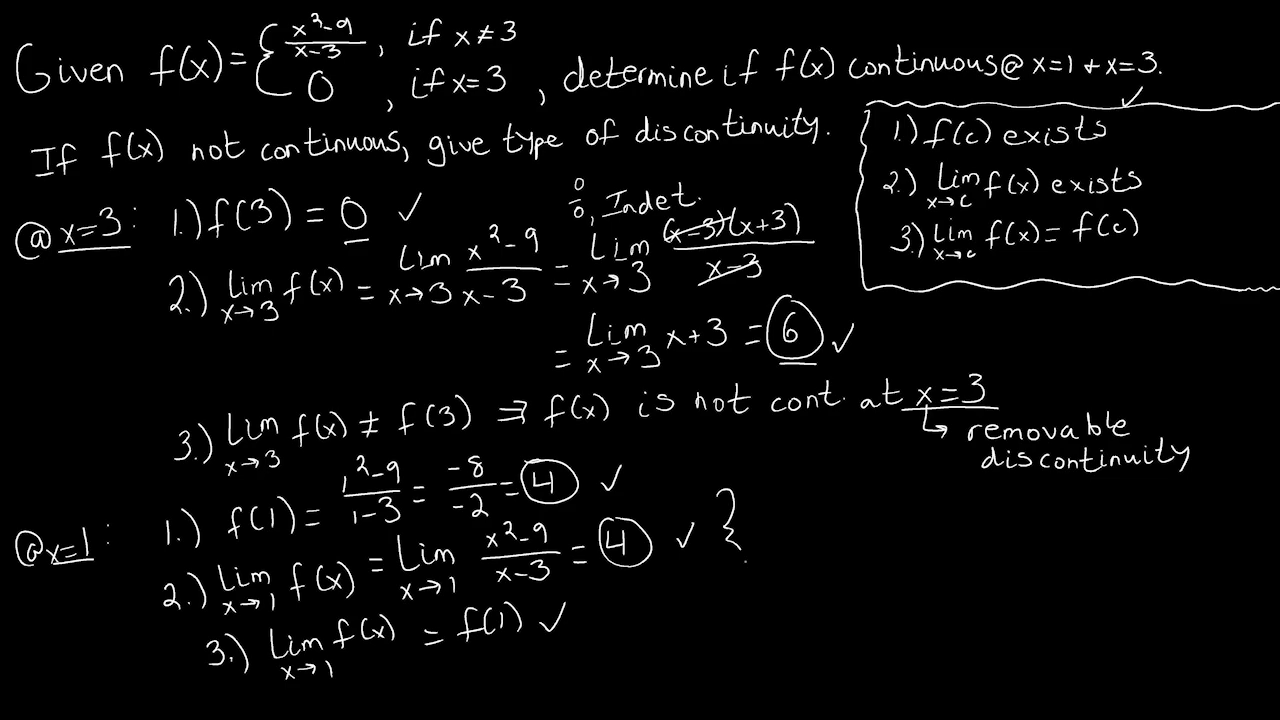 Given f(x) = { x²-9/x-3, if x ≠ 3
0, if x = 3, determine if f(x) continuous @ x=1 + x=3.
If f(x) not continuous, give type of discontinuity.
1.) f(c) exists
2.) Lim x→c f(x) exists
3.) Lim x→c f(x) = f(c)
@ x=3: 1.) f(3) = 0 ✓
0/0, Indet.
2.) Lim x→3 f(x) = Lim x→3 x²-9/x-3 = Lim x→3 (x-3)(x+3)/x-3
= Lim x→3 x+3 = 6 ✓
3.) Lim x→3 f(x) ≠ f(3) ⇒ f(x) is not cont. at x=3
↳ removable
discontinuity
@ x=1: 1.) f(1) = 1²-9/1-3 = -8/-2 = 4 ✓
2.) Lim x→1 f(x) = Lim x→1 x²-9/x-3 = 4 ✓ }
3.) Lim x→1 f(x) = f(1) ✓